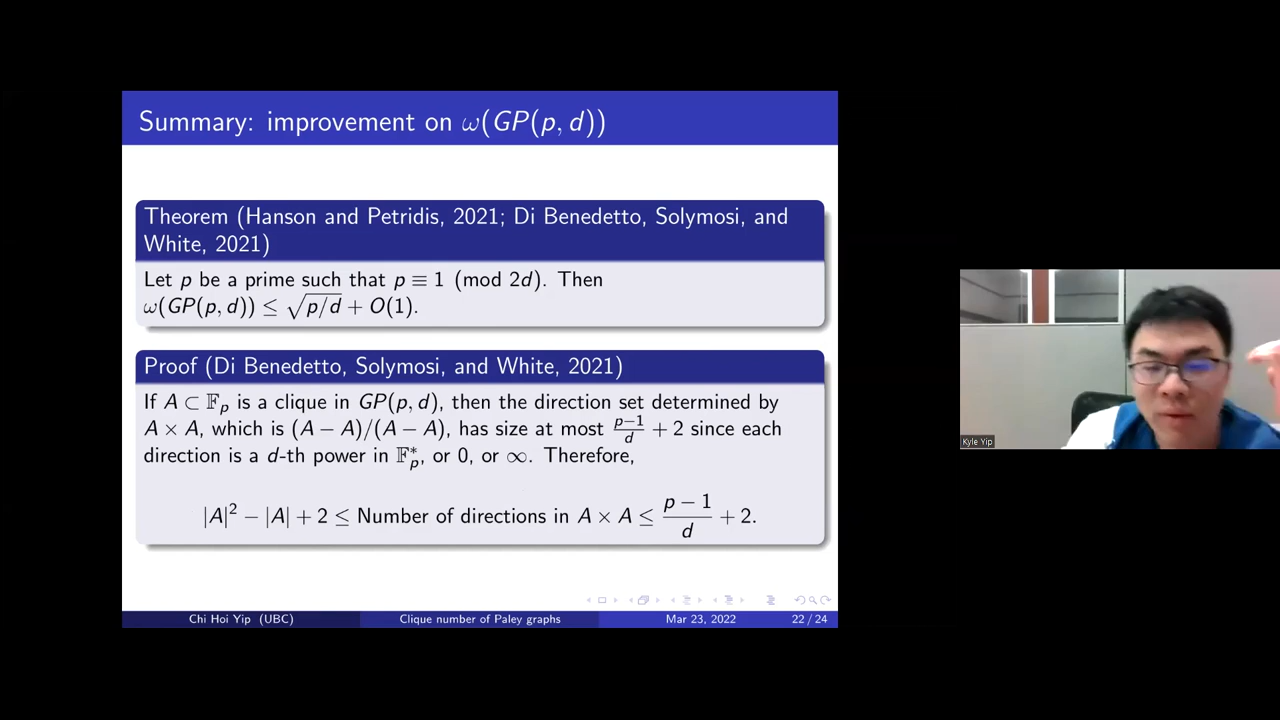 Summary: improvement on ω(GP(p, d))
Theorem (Hanson and Petridis, 2021; Di Benedetto, Solymosi, and
White, 2021)
Let p be a prime such that p ≡ 1 (mod 2d). Then
ω(GP(p, d)) ≤ √(p/d) + O(1).
Proof (Di Benedetto, Solymosi, and White, 2021)
If A ⊂ 𝔽ₚ is a clique in GP(p, d), then the direction set determined by
A × A, which is (A − A)/(A − A), has size at most (p−1)/d + 2 since each
direction is a d-th power in 𝔽ₚ*, or 0, or ∞. Therefore,
|A|² − |A| + 2 ≤ Number of directions in A × A ≤ (p − 1)/d + 2.
Chi Hoi Yip (UBC) Clique number of Paley graphs Mar 23, 2022 22 / 24
Kyle Yip